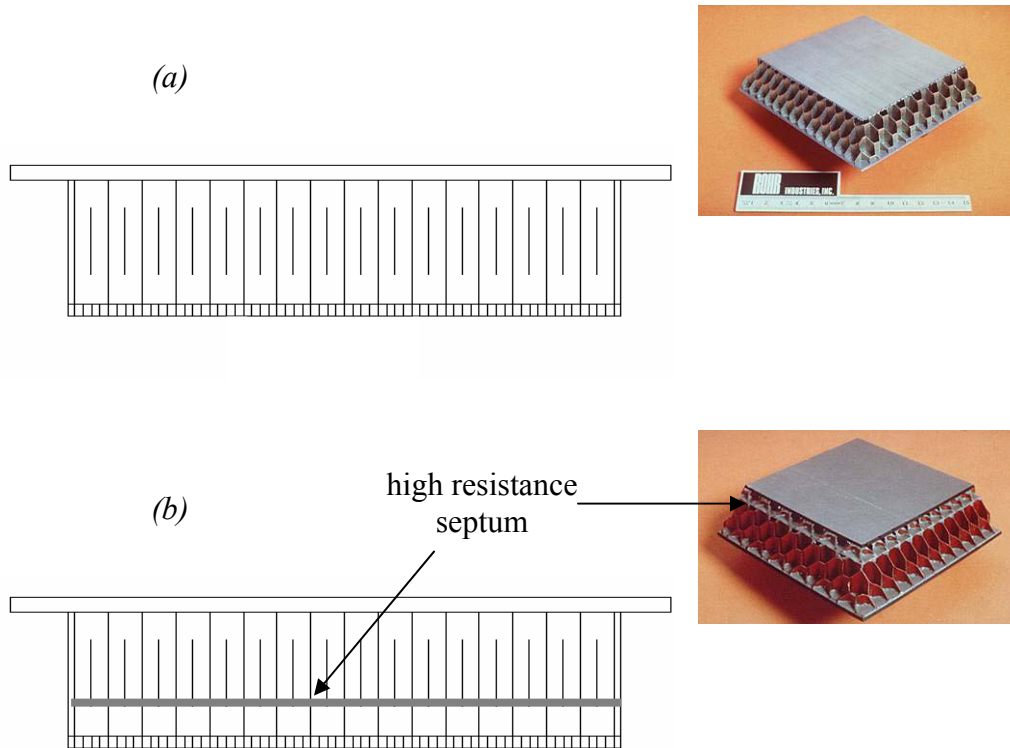 (a)
ROHR
INDUSTRIES, INC.
(b)
high resistance
septum